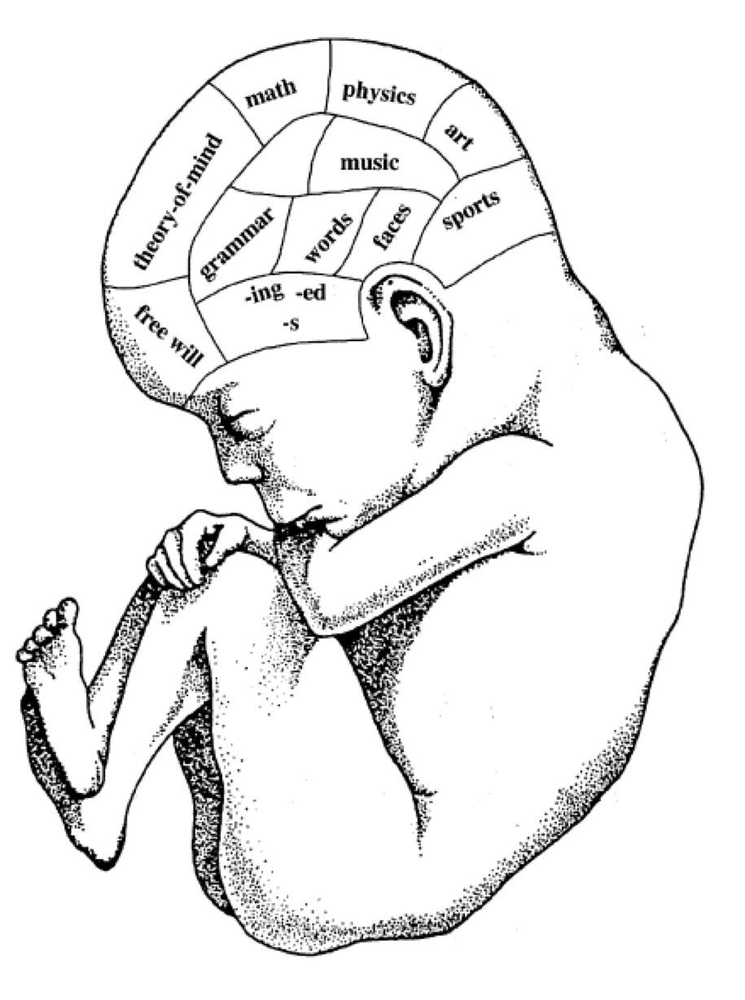 math
physics
art
theory-of-mind
music
sports
grammar
words
faces
-ing -ed
-s
free will